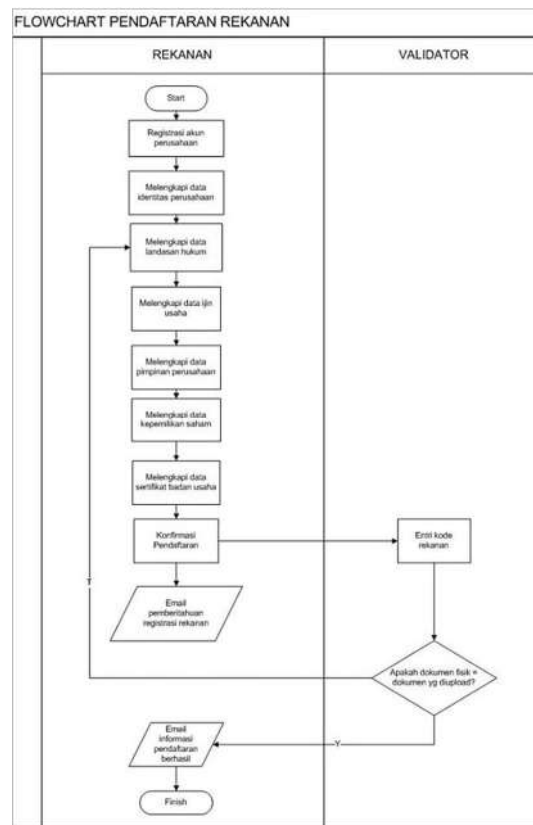 FLOWCHART PENDAFTARAN REKANAN
REKANAN
VALIDATOR
Start
Registrasi akun
perusahaan
Melengkapi data
identitas perusahaan
Melengkapi data
landasan hukum
Melengkapi data ijin
usaha
Melengkapi data
pimpinan perusahaan
Melengkapi data
kepemilikan saham
Melengkapi data
sertifikat badan usaha
Konfirmasi
Pendaftaran
Entri kode
rekanan
Email
pemberitahuan
registrasi rekanan
Apakah dokumen fisik =
dokumen yg diupload?
Y
Email
informasi
pendaftaran
berhasil
Finish